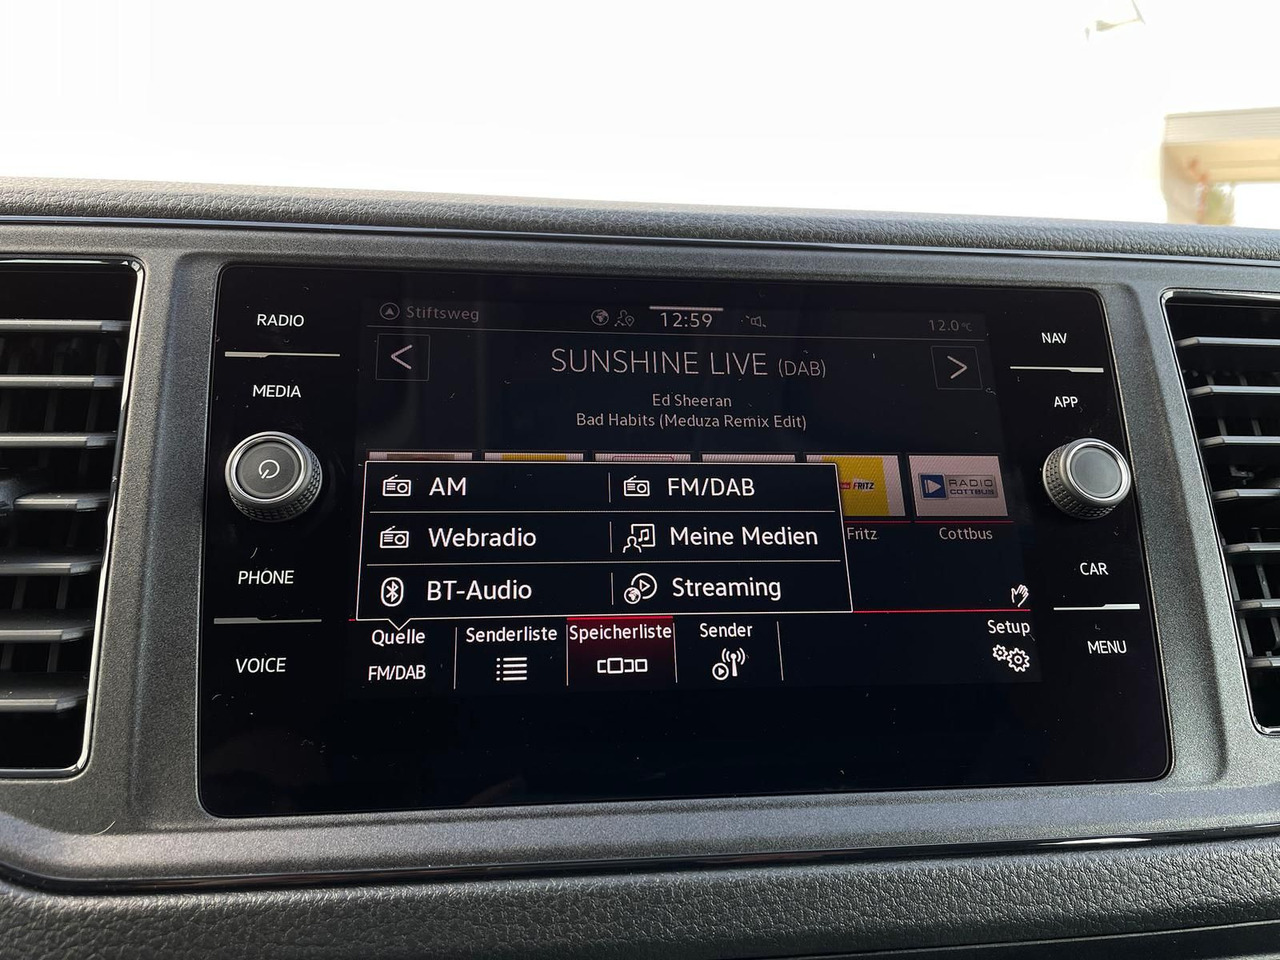 RADIO
MEDIA
PHONE
VOICE
Stiftsweg
12:59
12.0°C
SUNSHINE LIVE (DAB)
Ed Sheeran
Bad Habits (Meduza Remix Edit)
AM
FM/DAB
Webradio
Meine Medien
BT-Audio
Streaming
FRITZ
RADIO
COTTBUS
Fritz
Cottbus
Quelle
FM/DAB
Senderliste
Speicherliste
Sender
Setup
NAV
APP
CAR
MENU